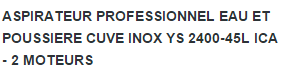 ASPIRATEUR PROFESSIONNEL EAU ET
POUSSIERE CUVE INOX YS 2400-45L ICA
- 2 MOTEURS